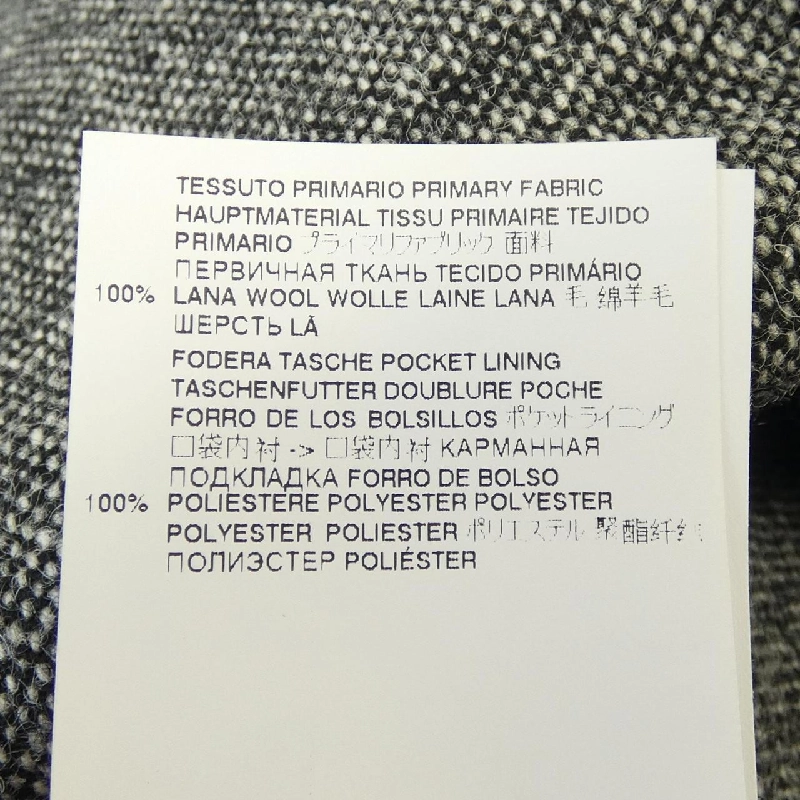 TESSUTO PRIMARIO PRIMARY FABRIC
HAUPTMATERIAL TISSU PRIMAIRE TEJIDO
PRIMARIO プライマリファブリック 面料
ПЕРВИЧНАЯ ТКАНЬ TECIDO PRIMÁRIO
100% LANA WOOL WOLLE LAINE LANA 毛 绵羊毛
ШЕРСТЬ LÃ
FODERA TASCHE POCKET LINING
TASCHENFUTTER DOUBLURE POCHE
FORRO DE LOS BOLSILLOS ポケットライニング
口袋内衬 -> 口袋内衬 КАРМАННАЯ
ПОДКЛАДКА FORRO DE BOLSO
100% POLIESTERE POLYESTER POLYESTER
POLYESTER POLIESTER ポリエステル 聚酯纤维
ПОЛИЭСТЕР POLIÉSTER